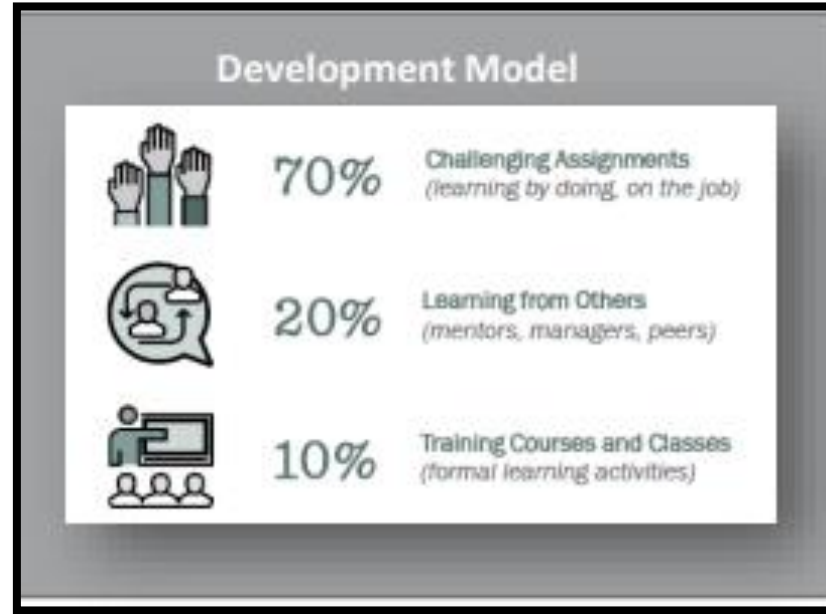 Development Model
70%
Challenging Assignments
(learning by doing, on the job)
20%
Learning from Others
(mentors, managers, peers)
10%
Training Courses and Classes
(formal learning activities)